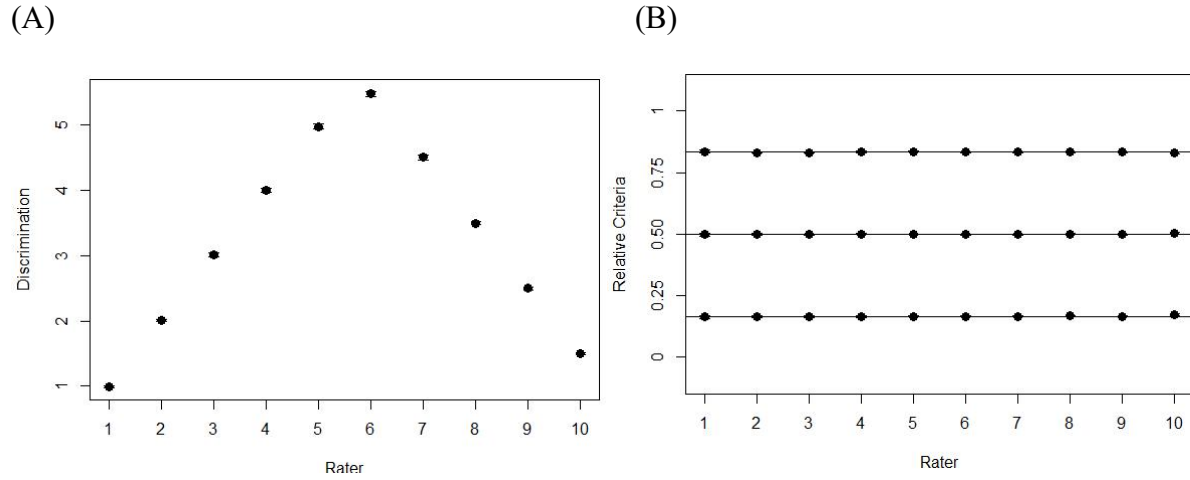 (A)
Discrimination
5
4
3
2
1
1 2 3 4 5 6 7 8 9 10
Rater
(B)
Relative Criteria
1
0.75
0.50
0.25
0
1 2 3 4 5 6 7 8 9 10
Rater